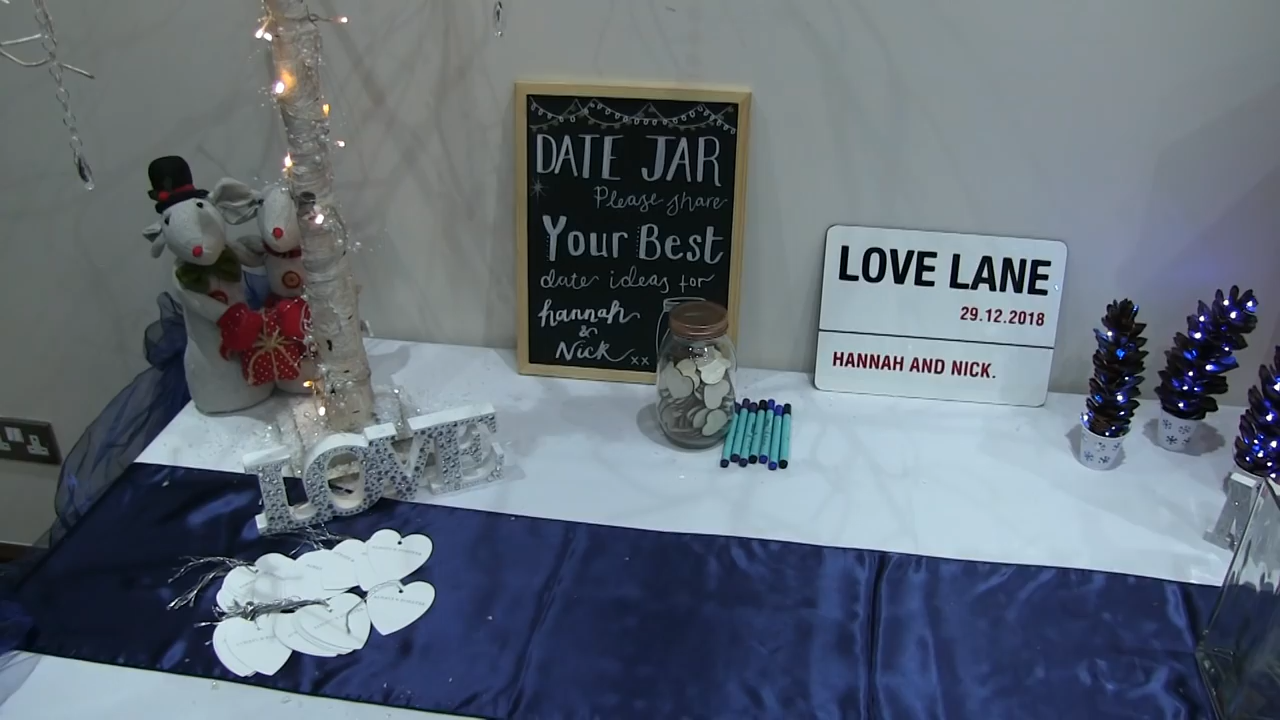 DATE JAR
Please share
Your Best
date ideas for
hannah
&
Nick xx
LOVE LANE
29.12.2018
HANNAH AND NICK.
LOVE